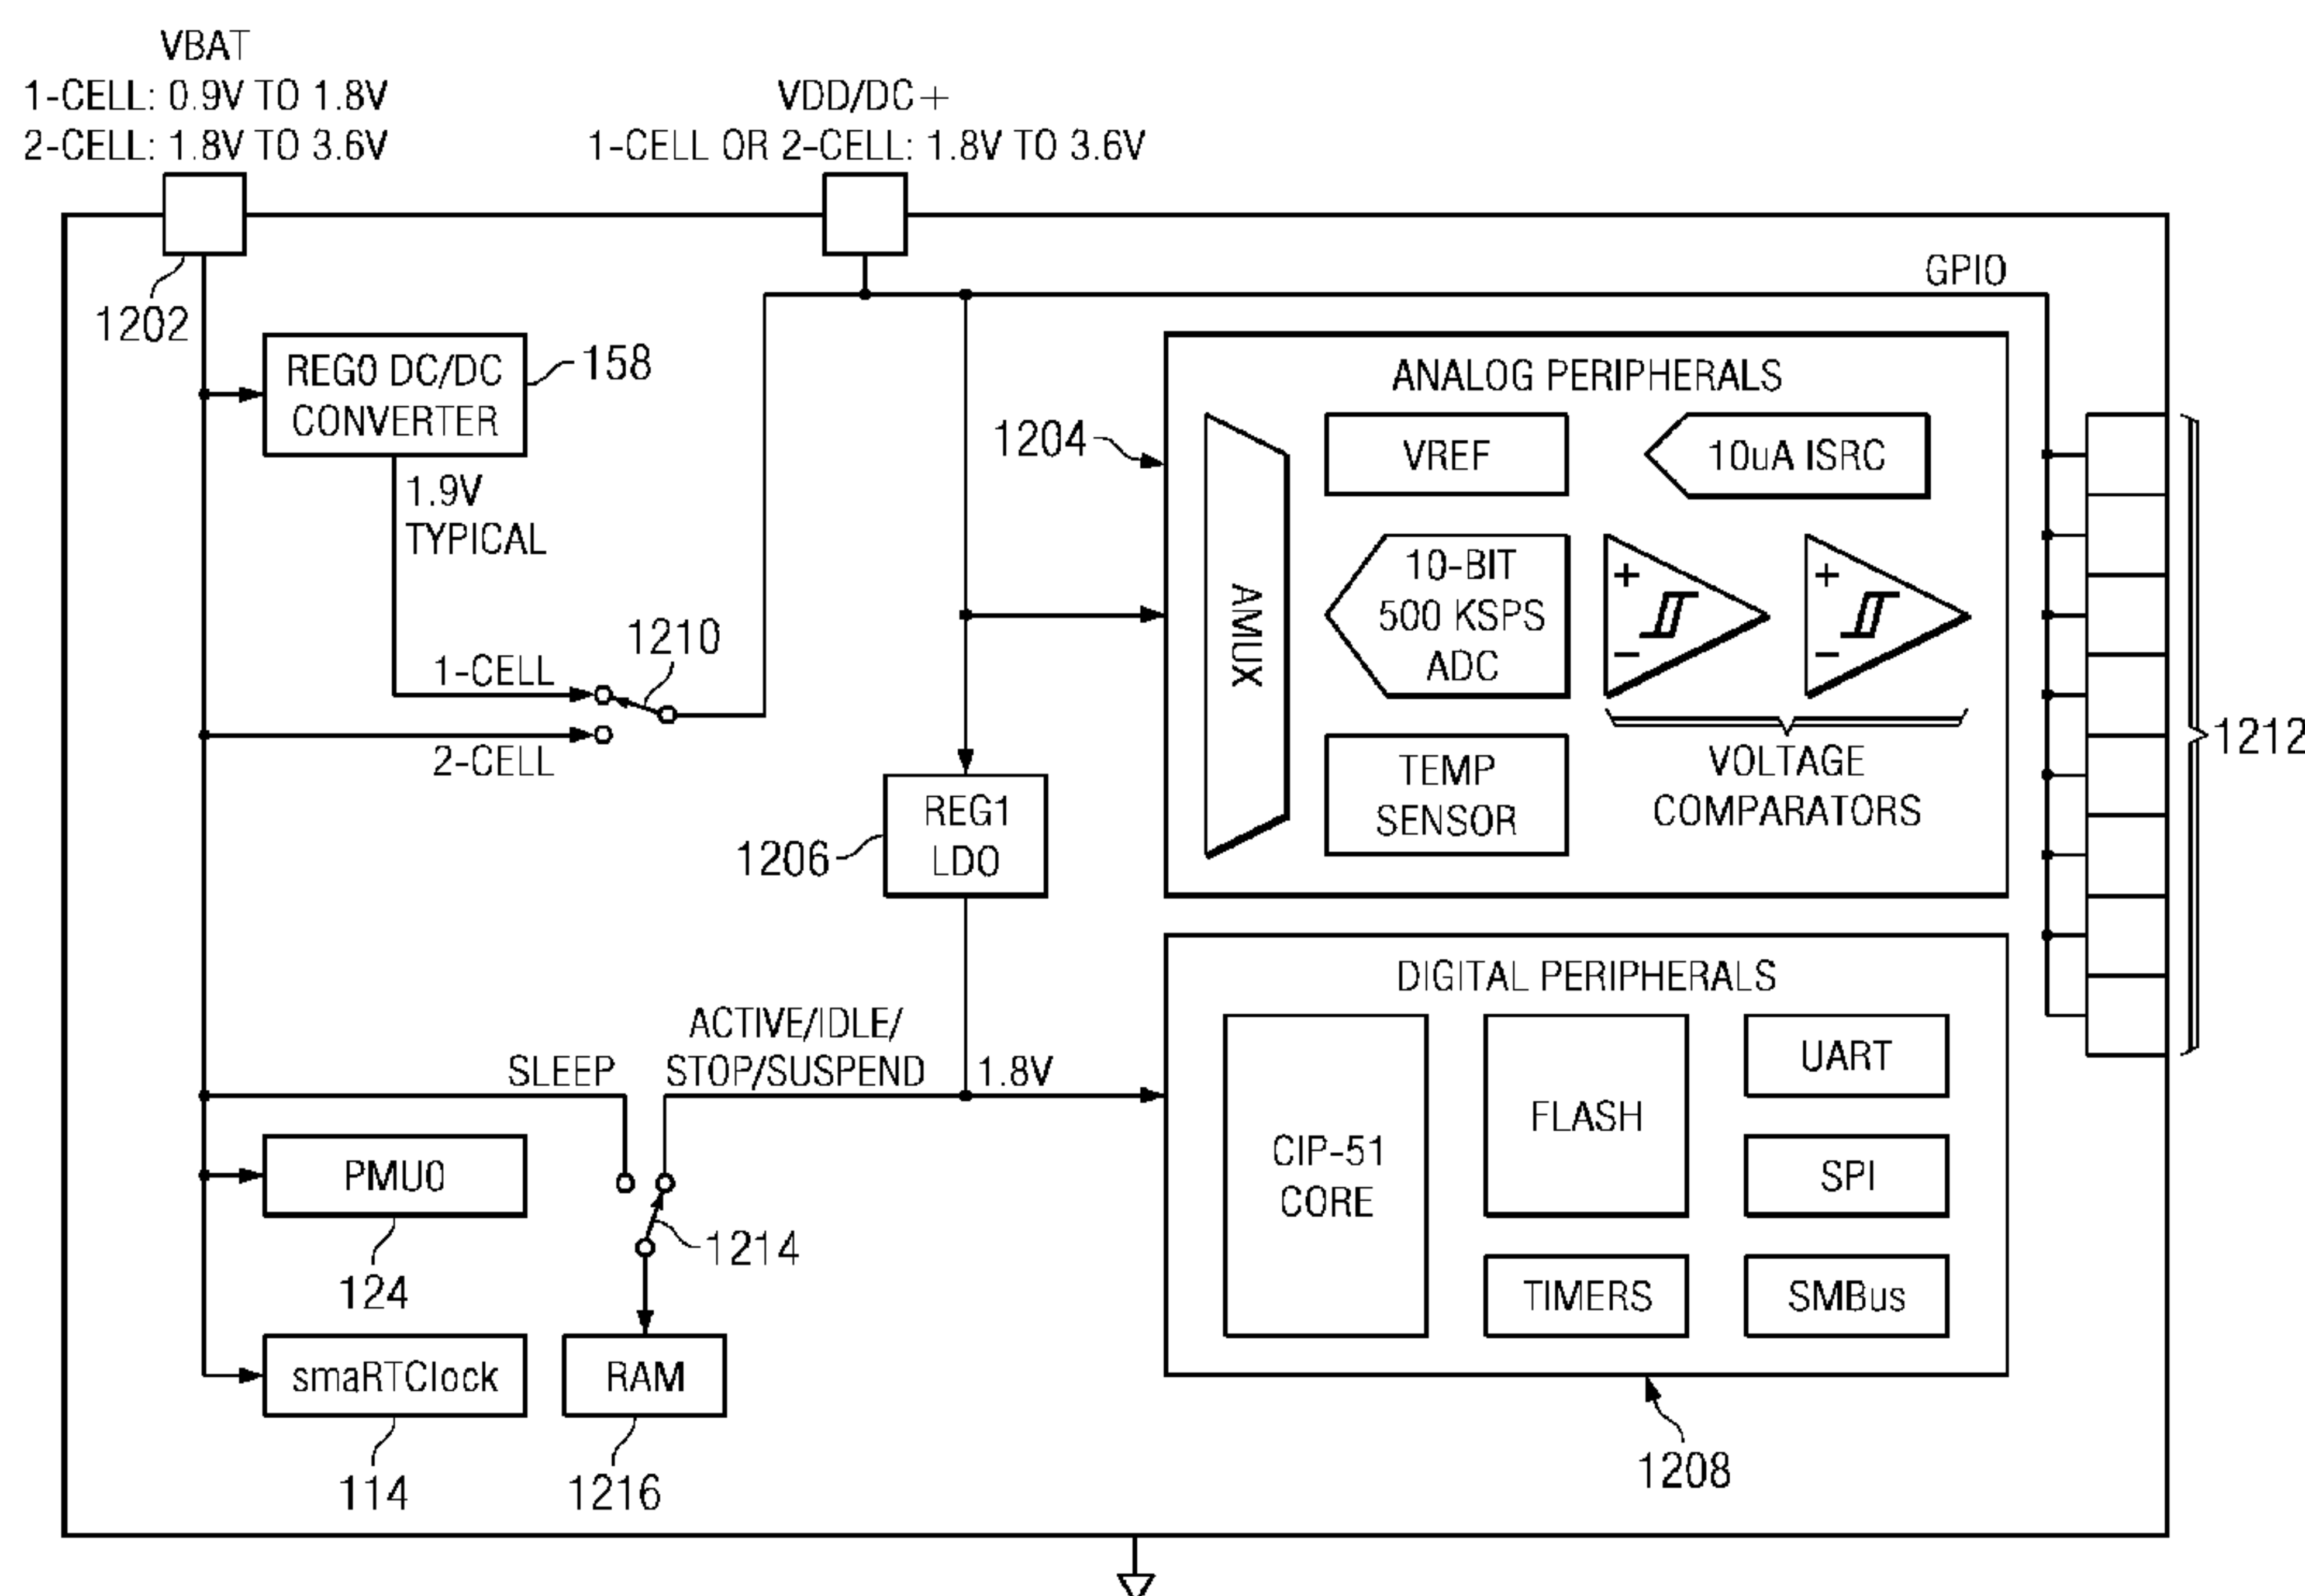 VBAT
1-CELL: 0.9V TO 1.8V
2-CELL: 1.8V TO 3.6V
VDD/DC+
1-CELL OR 2-CELL: 1.8V TO 3.6V
GPIO
1202
REG0 DC/DC
CONVERTER
158
1.9V
TYPICAL
1-CELL
2-CELL
1210
1204
ANALOG PERIPHERALS
AMUX
VREF
10uA ISRC
10-BIT
500 KSPS
ADC
+
−
+
−
TEMP
SENSOR
VOLTAGE
COMPARATORS
1212
REG1
LDO
1206
SLEEP
ACTIVE/IDLE/
STOP/SUSPEND
1.8V
DIGITAL PERIPHERALS
CIP-51
CORE
FLASH
UART
SPI
TIMERS
SMBus
PMU0
124
1214
smaRTClock
114
RAM
1216
1208